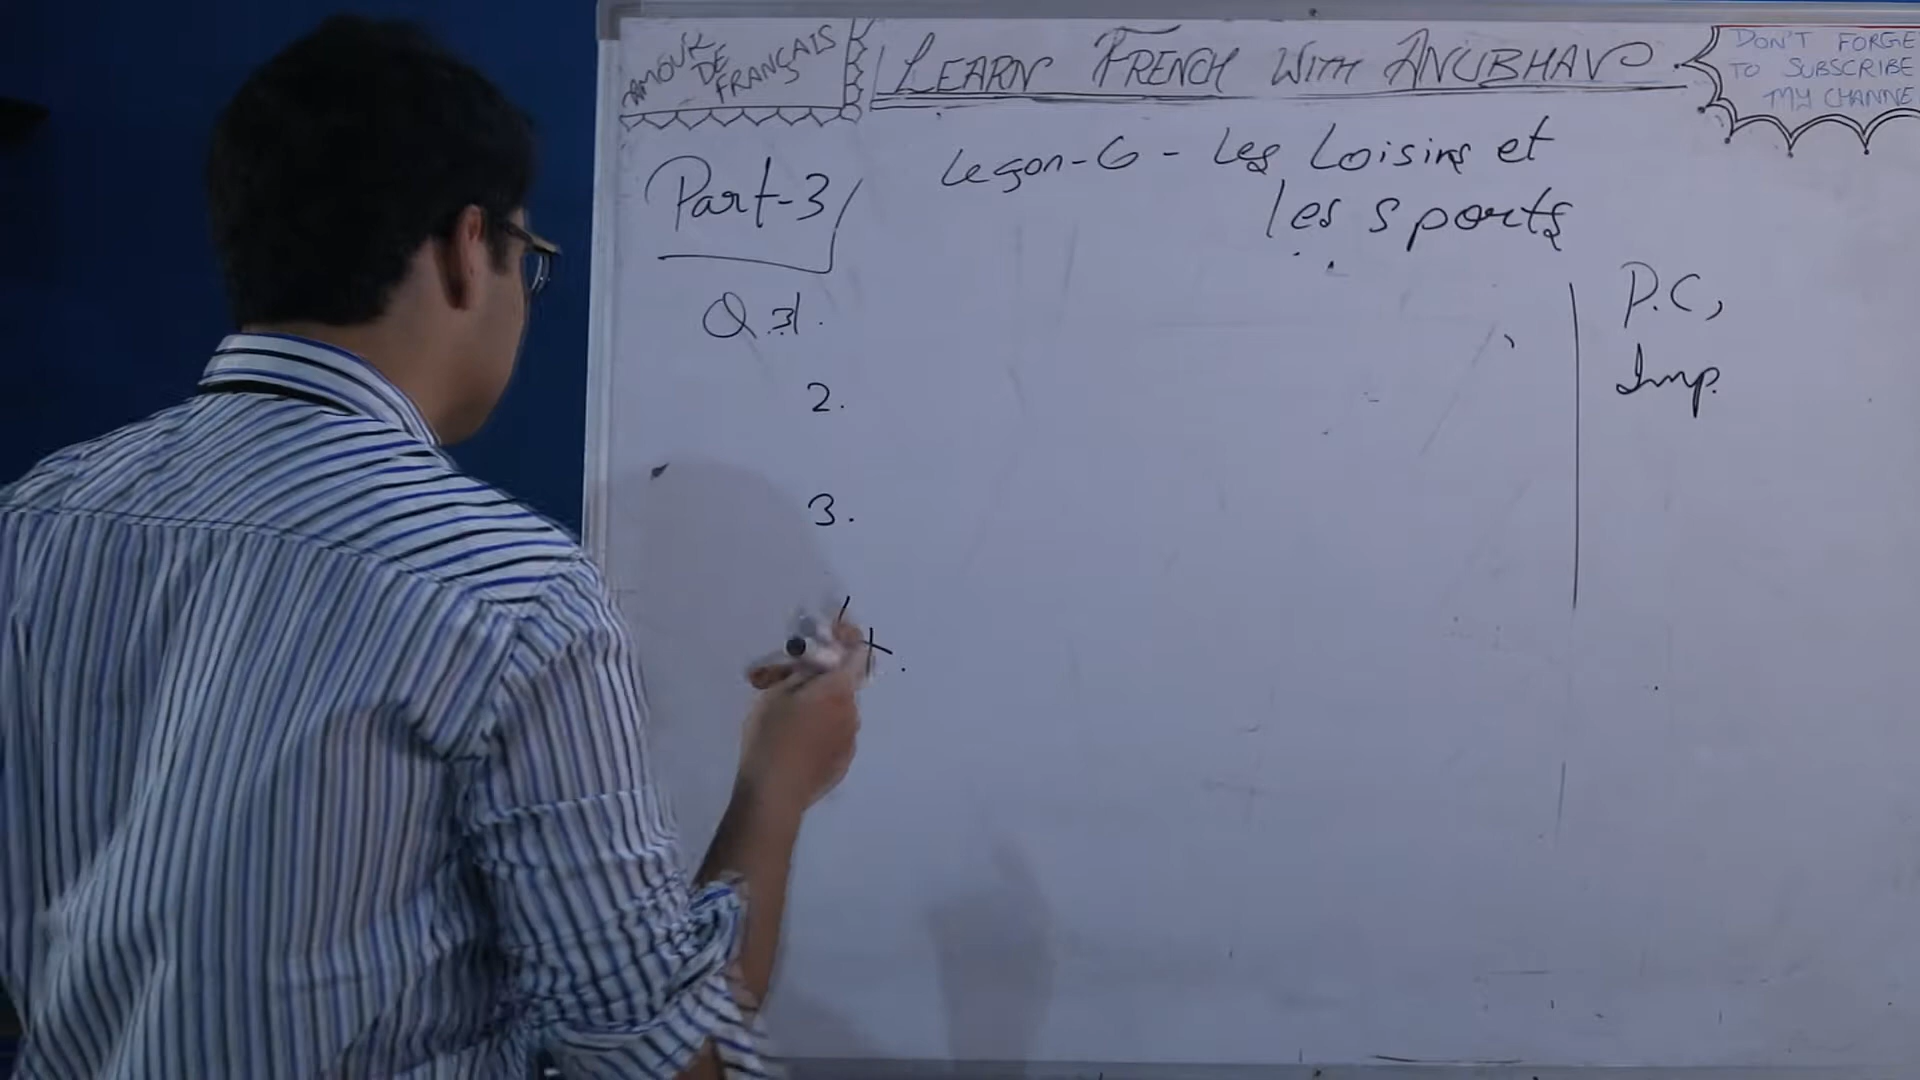 AMOUR
DE
FRANÇAIS
LEARN FRENCH WITH ANUBHAV
DON'T FORGE
TO SUBSCRIBE
MY CHANNE
Part-3
Leçon-6 - Les Loisirs et
les sports
P.C,
Imp.
Q.
2.
3.